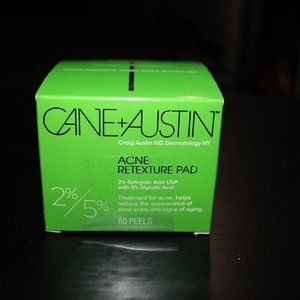 CANE+AUSTIN™
Craig Austin MD, Dermatology NY
ACNE
RETEXTURE PAD
2% Salicylic Acid USP
with 5% Glycolic Acid
2%/5%
Treatment for acne, helps
reduce the appearance of
acne scars and signs of aging.
60 PEELS